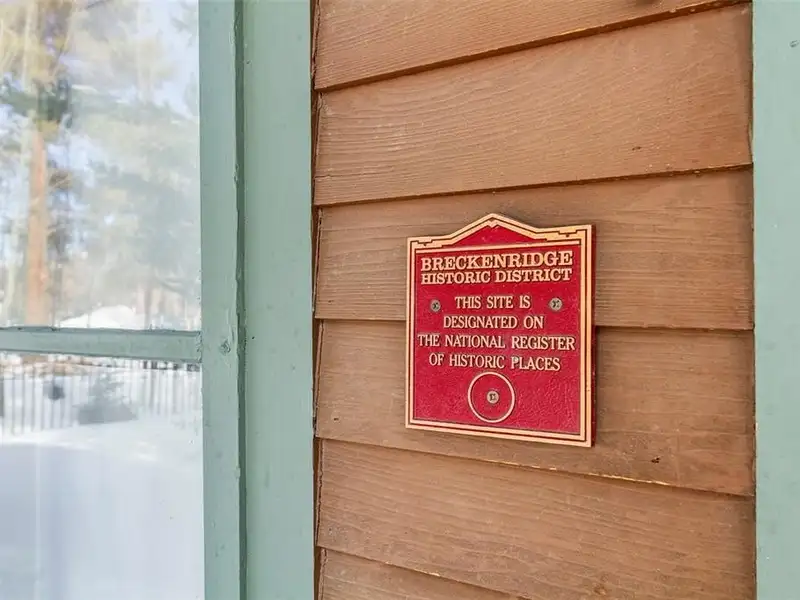 BRECKENRIDGE
HISTORIC DISTRICT
THIS SITE IS
DESIGNATED ON
THE NATIONAL REGISTER
OF HISTORIC PLACES